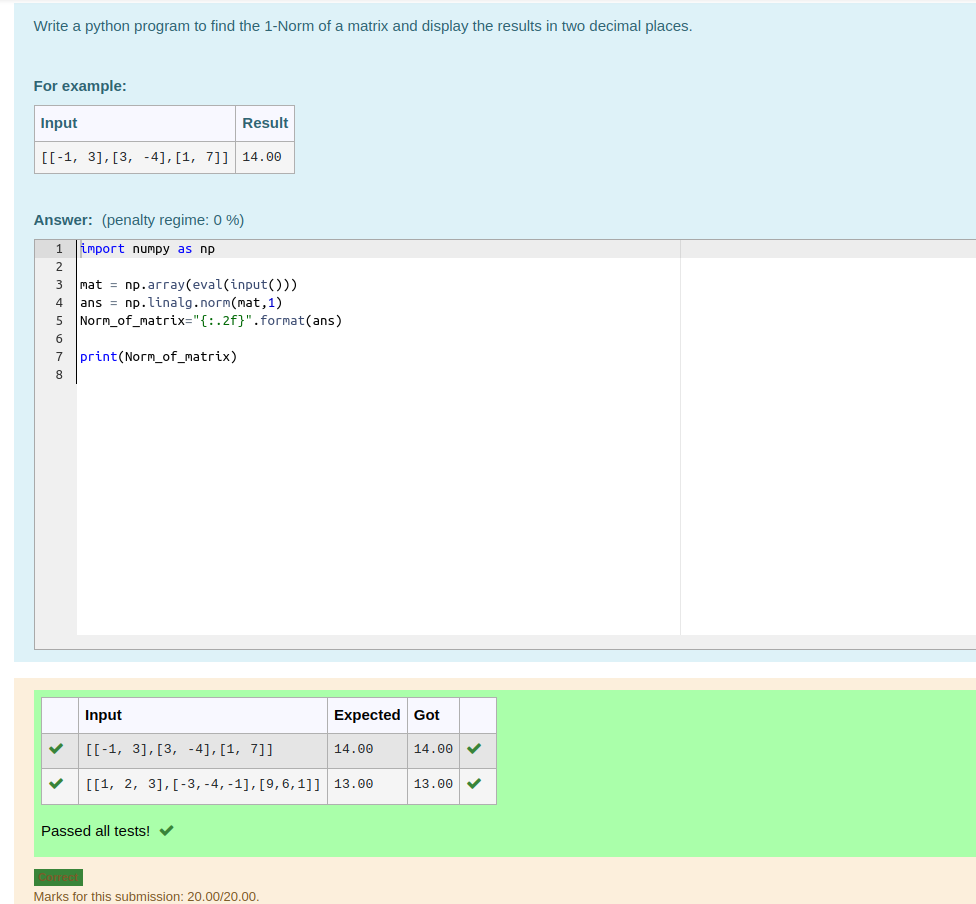 Write a python program to find the 1-Norm of a matrix and display the results in two decimal places.
For example:
Input Result
[[-1, 3],[3, -4],[1, 7]] 14.00
Answer: (penalty regime: 0 %)
1 import numpy as np
2
3 mat = np.array(eval(input()))
4 ans = np.linalg.norm(mat,1)
5 Norm_of_matrix="{:.2f}".format(ans)
6
7 print(Norm_of_matrix)
8
Input Expected Got
[[-1, 3],[3, -4],[1, 7]] 14.00 14.00
[[1, 2, 3],[-3,-4,-1],[9,6,1]] 13.00 13.00
Passed all tests!
Correct
Marks for this submission: 20.00/20.00.